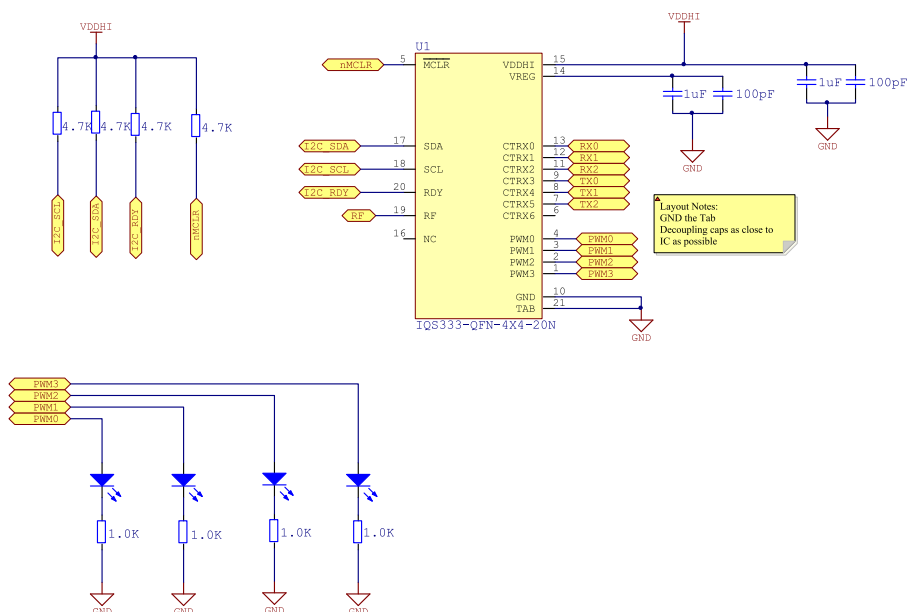 VDDHI
4.7K
4.7K
4.7K
4.7K
I2C_SCL
I2C_SDA
I2C_RDY
nMCLR
U1
nMCLR
5
MCLR
I2C_SDA
17
SDA
I2C_SCL
18
SCL
I2C_RDY
20
RDY
RF
19
RF
16
NC
VDDHI
15
VREG
14
CTRX0
13
RX0
CTRX1
12
RX1
CTRX2
11
RX2
CTRX3
9
TX0
CTRX4
8
TX1
CTRX5
7
TX2
CTRX6
6
PWM0
4
PWM0
PWM1
3
PWM1
PWM2
2
PWM2
PWM3
1
PWM3
GND
10
TAB
21
IQS333-QFN-4X4-20N
GND
VDDHI
1uF
100pF
GND
1uF
100pF
GND
Layout Notes:
GND the Tab
Decoupling caps as close to
IC as possible
PWM3
PWM2
PWM1
PWM0
1.0K
1.0K
1.0K
1.0K
GND
GND
GND
GND